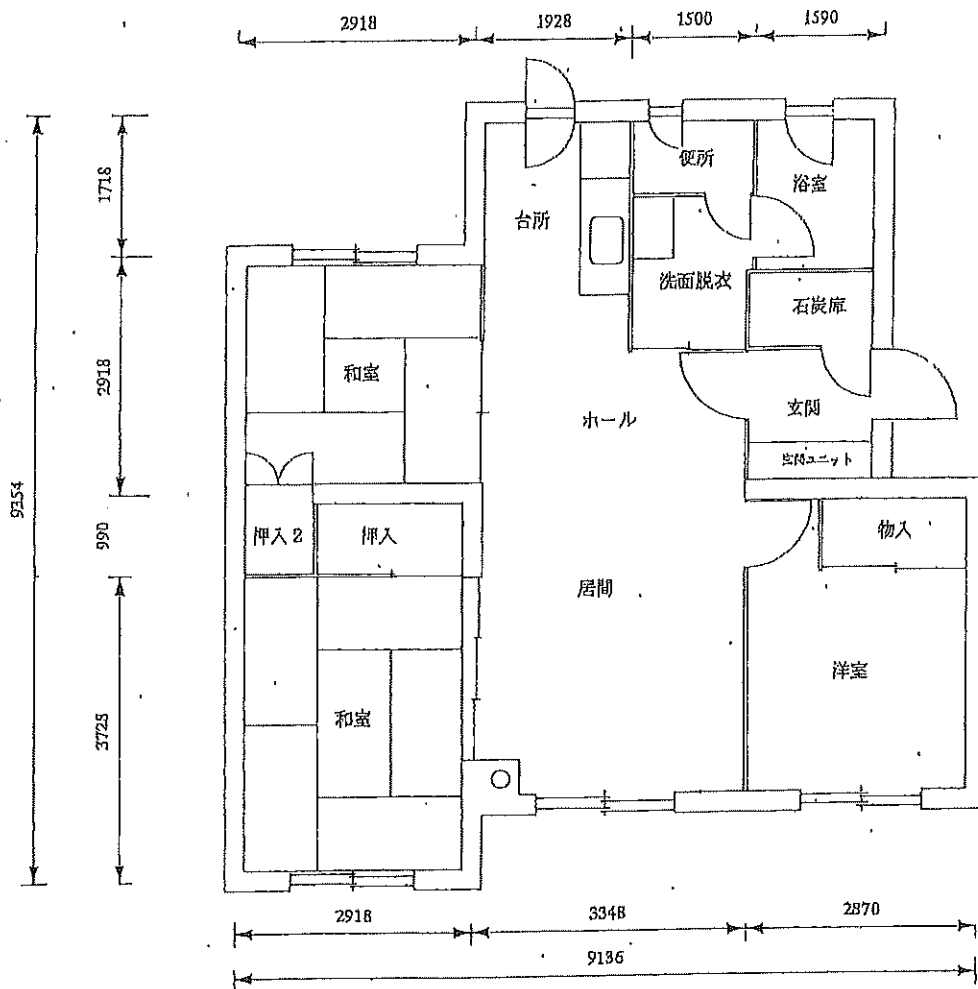 2918
1928
1500
1590
1718
2918
9354
990
3725
便所
浴室
台所
洗面脱衣
石炭庫
和室
ホール
玄関
玄関ユニット
押入2
押入
物入
居間
洋室
和室
2918
3348
2870
9136